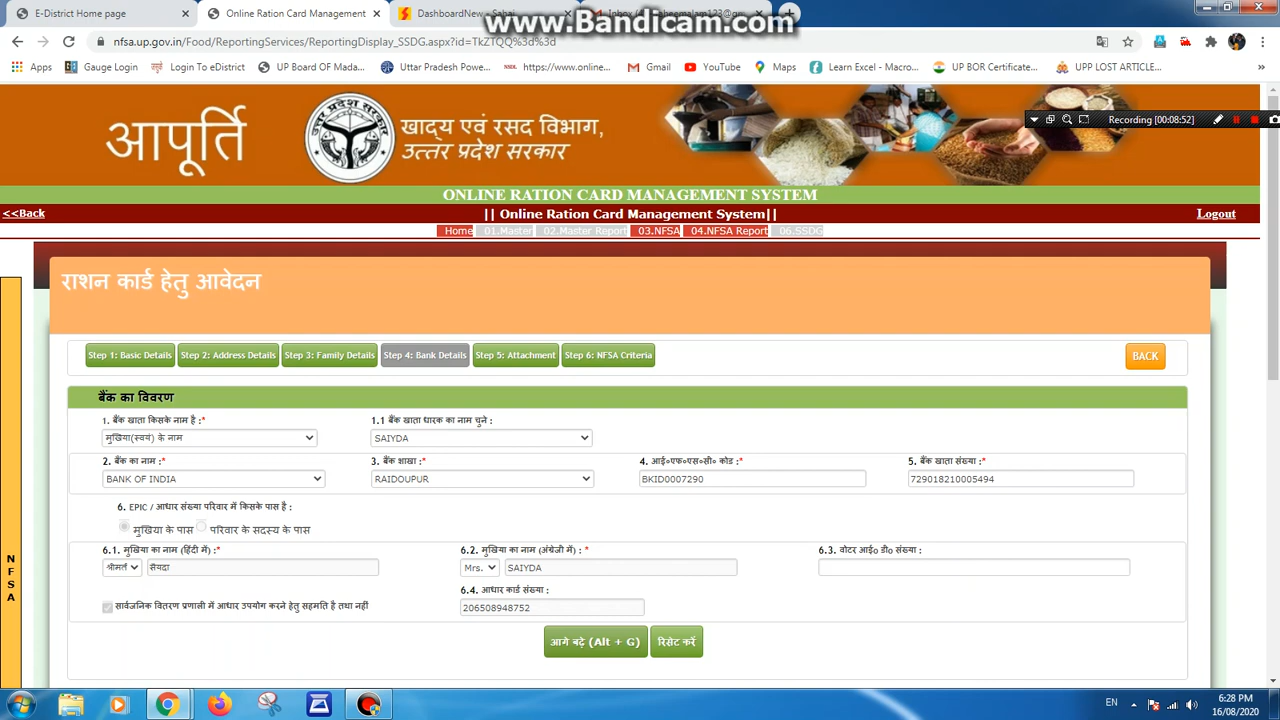 E-District Home page
Online Ration Card Management
DashboardNew - Sahaj
www.Bandicam.com
nfsa.up.gov.in/Food/ReportingServices/ReportingDisplay_SSDG.aspx?id=TkZTQQ%3d%3d
Apps Gauge Login Login To eDistrict UP Board OF Mada... Uttar Pradesh Powe... https://www.online... Gmail YouTube Maps Learn Excel - Macro... UP BOR Certificate... UPP LOST ARTICLE...
आपूर्ति
खाद्य एवं रसद विभाग,
उत्तर प्रदेश सरकार
Recording [00:08:52]
ONLINE RATION CARD MANAGEMENT SYSTEM
<<Back || Online Ration Card Management System|| Logout
Home 01.Master 02.Master Report 03.NFSA 04.NFSA Report 06.SSDG
राशन कार्ड हेतु आवेदन
Step 1: Basic Details Step 2: Address Details Step 3: Family Details Step 4: Bank Details Step 5: Attachment Step 6: NFSA Criteria BACK
बैंक का विवरण
1. बैंक खाता किसके नाम है :* 1.1 बैंक खाता धारक का नाम चुने :
मुखिया(स्वयं) के नाम SAIYDA
2. बैंक का नाम :* 3. बैंक शाखा :* 4. आई०एफ०एस०सी० कोड :* 5. बैंक खाता संख्या :*
BANK OF INDIA RAIDOUPUR BKID0007290 729018210005494
6. EPIC / आधार संख्या परिवार में किसके पास है :
मुखिया के पास परिवार के सदस्य के पास
6.1. मुखिया का नाम (हिंदी में) :* 6.2. मुखिया का नाम (अंग्रेजी में) : * 6.3. वोटर आई० डी० संख्या :
श्रीमती सैयदा Mrs. SAIYDA
6.4. आधार कार्ड संख्या :
सार्वजनिक वितरण प्रणाली में आधार उपयोग करने हेतु सहमति है तथा नहीं 206508948752
आगे बढ़े (Alt + G) रिसेट करें
N
F
S
A
EN 6:28 PM
16/08/2020